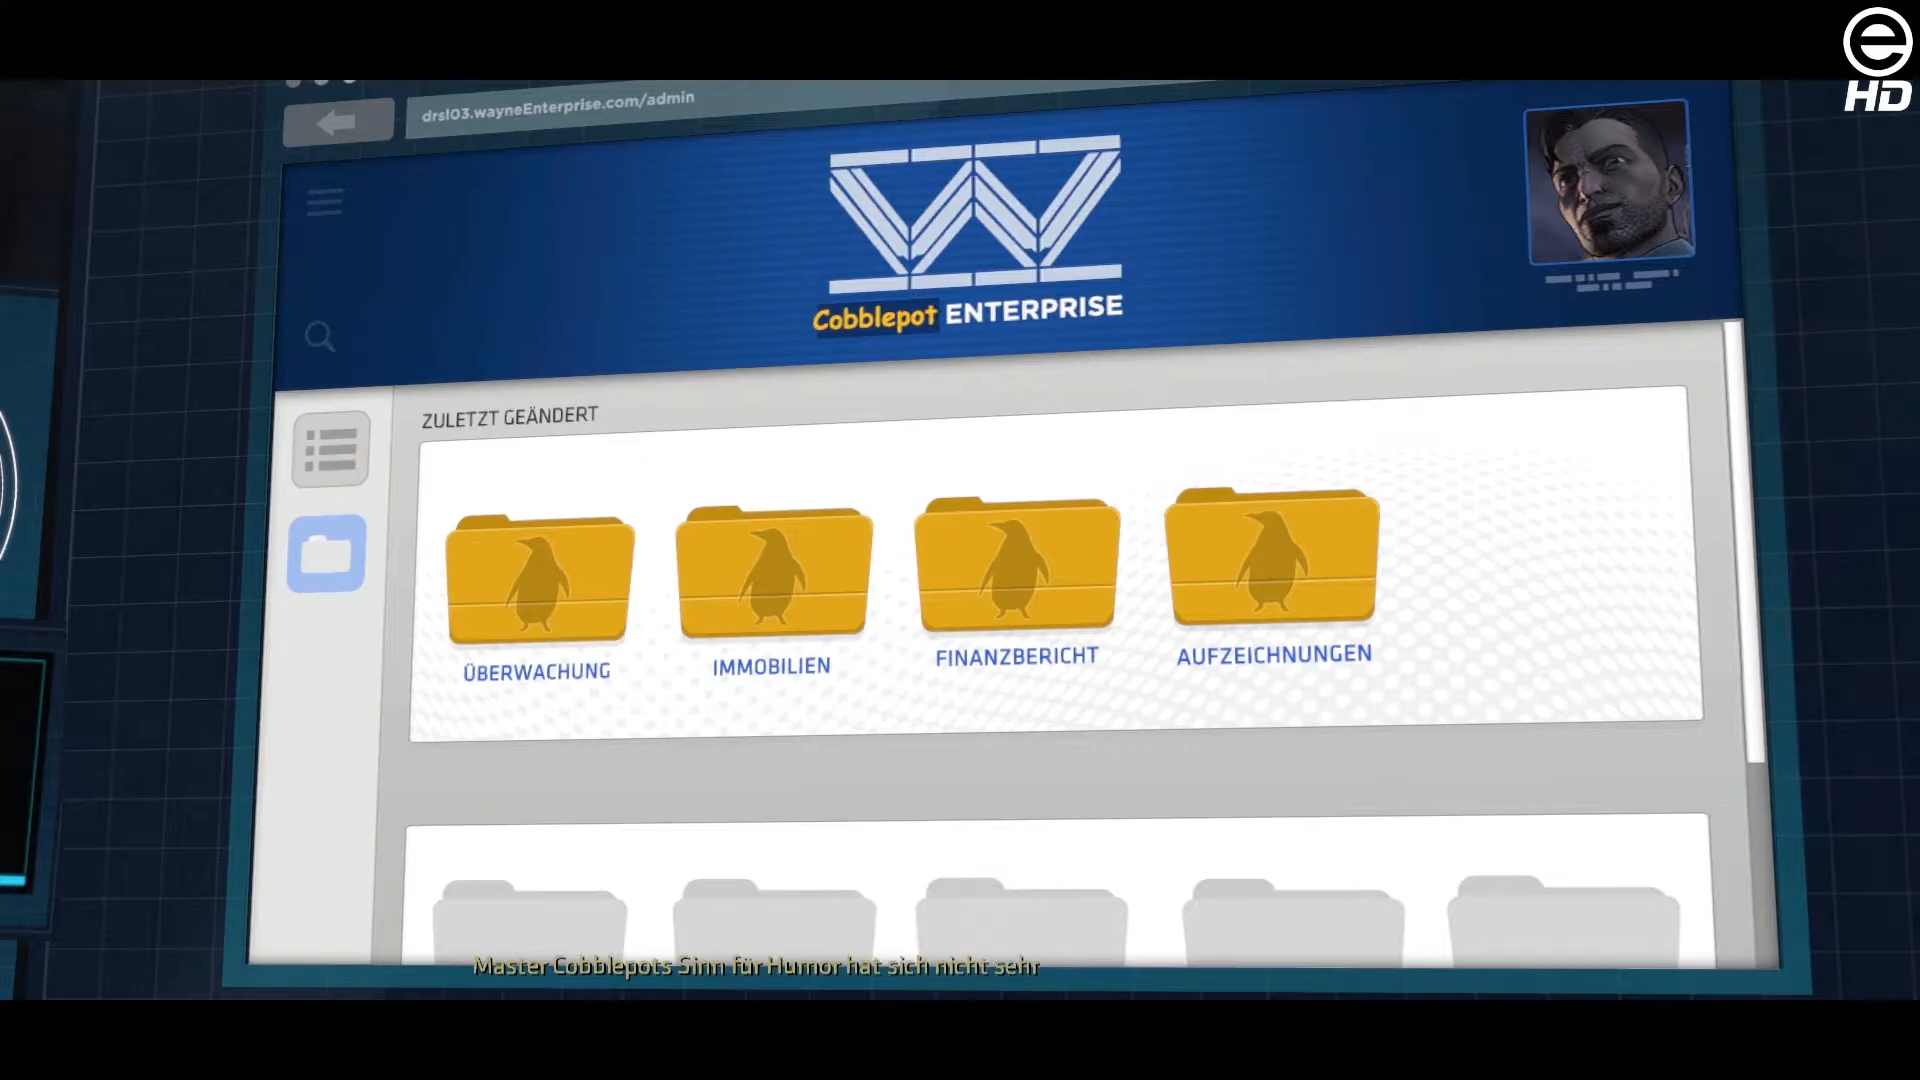 e
HD
drsl03.wayneEnterprise.com/admin
W
Cobblepot ENTERPRISE
ZULETZT GEÄNDERT
ÜBERWACHUNG
IMMOBILIEN
FINANZBERICHT
AUFZEICHNUNGEN
Master Cobblepots Sinn für Humor hat sich nicht sehr